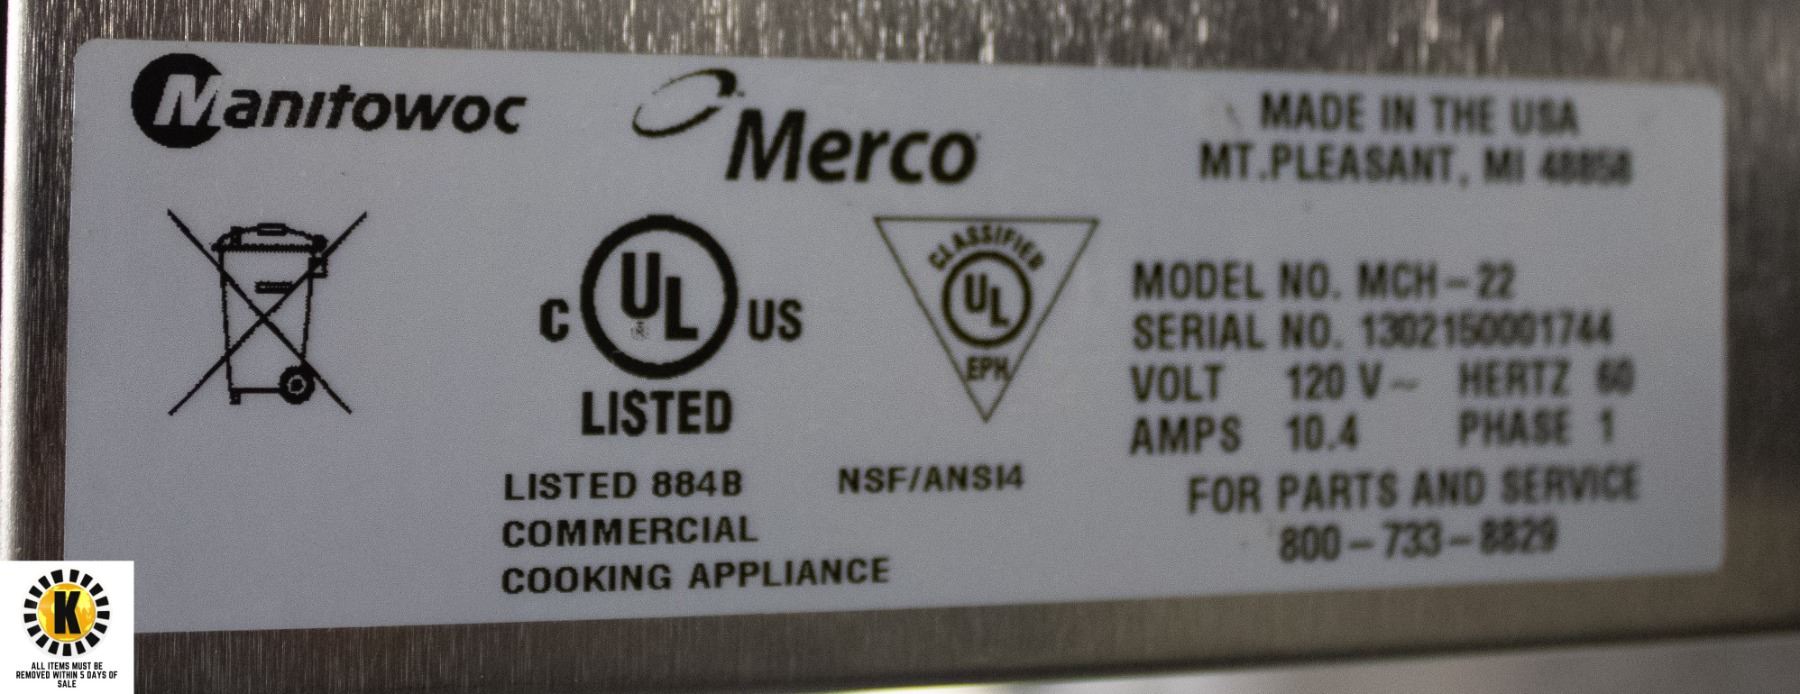 Manitowoc
Merco
MADE IN THE USA
MT.PLEASANT, MI 48858
C UL US
LISTED
CLASSIFIED
UL
EPH
LISTED 884B
COMMERCIAL
COOKING APPLIANCE
NSF/ANSI4
MODEL NO. MCH-22
SERIAL NO. 1302150001744
VOLT 120 V~ HERTZ 60
AMPS 10.4 PHASE 1
FOR PARTS AND SERVICE
800-733-8829
K
ALL ITEMS MUST BE
REMOVED WITHIN 5 DAYS OF
SALE